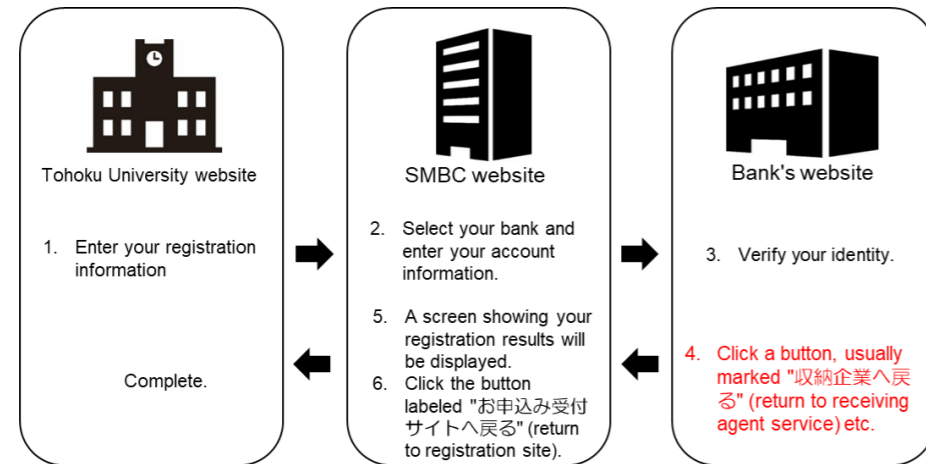 Tohoku University website
1. Enter your registration
information
Complete.
SMBC website
2. Select your bank and
enter your account
information.
5. A screen showing your
registration results will
be displayed.
6. Click the button
labeled "お申込み受付
サイトへ戻る" (return
to registration site).
Bank's website
3. Verify your identity.
4. Click a button, usually
marked "収納企業へ戻
る" (return to receiving
agent service) etc.